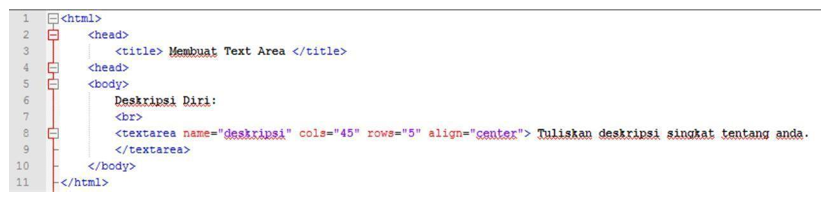 1 <html>
2 <head>
3 <title> Membuat Text Area </title>
4 <head>
5 <body>
6 Deskripsi Diri:
7 <br>
8 <textarea name="deskripsi" cols="45" rows="5" align="center"> Tuliskan deskripsi singkat tentang anda.
9 </textarea>
10 </body>
11 </html>